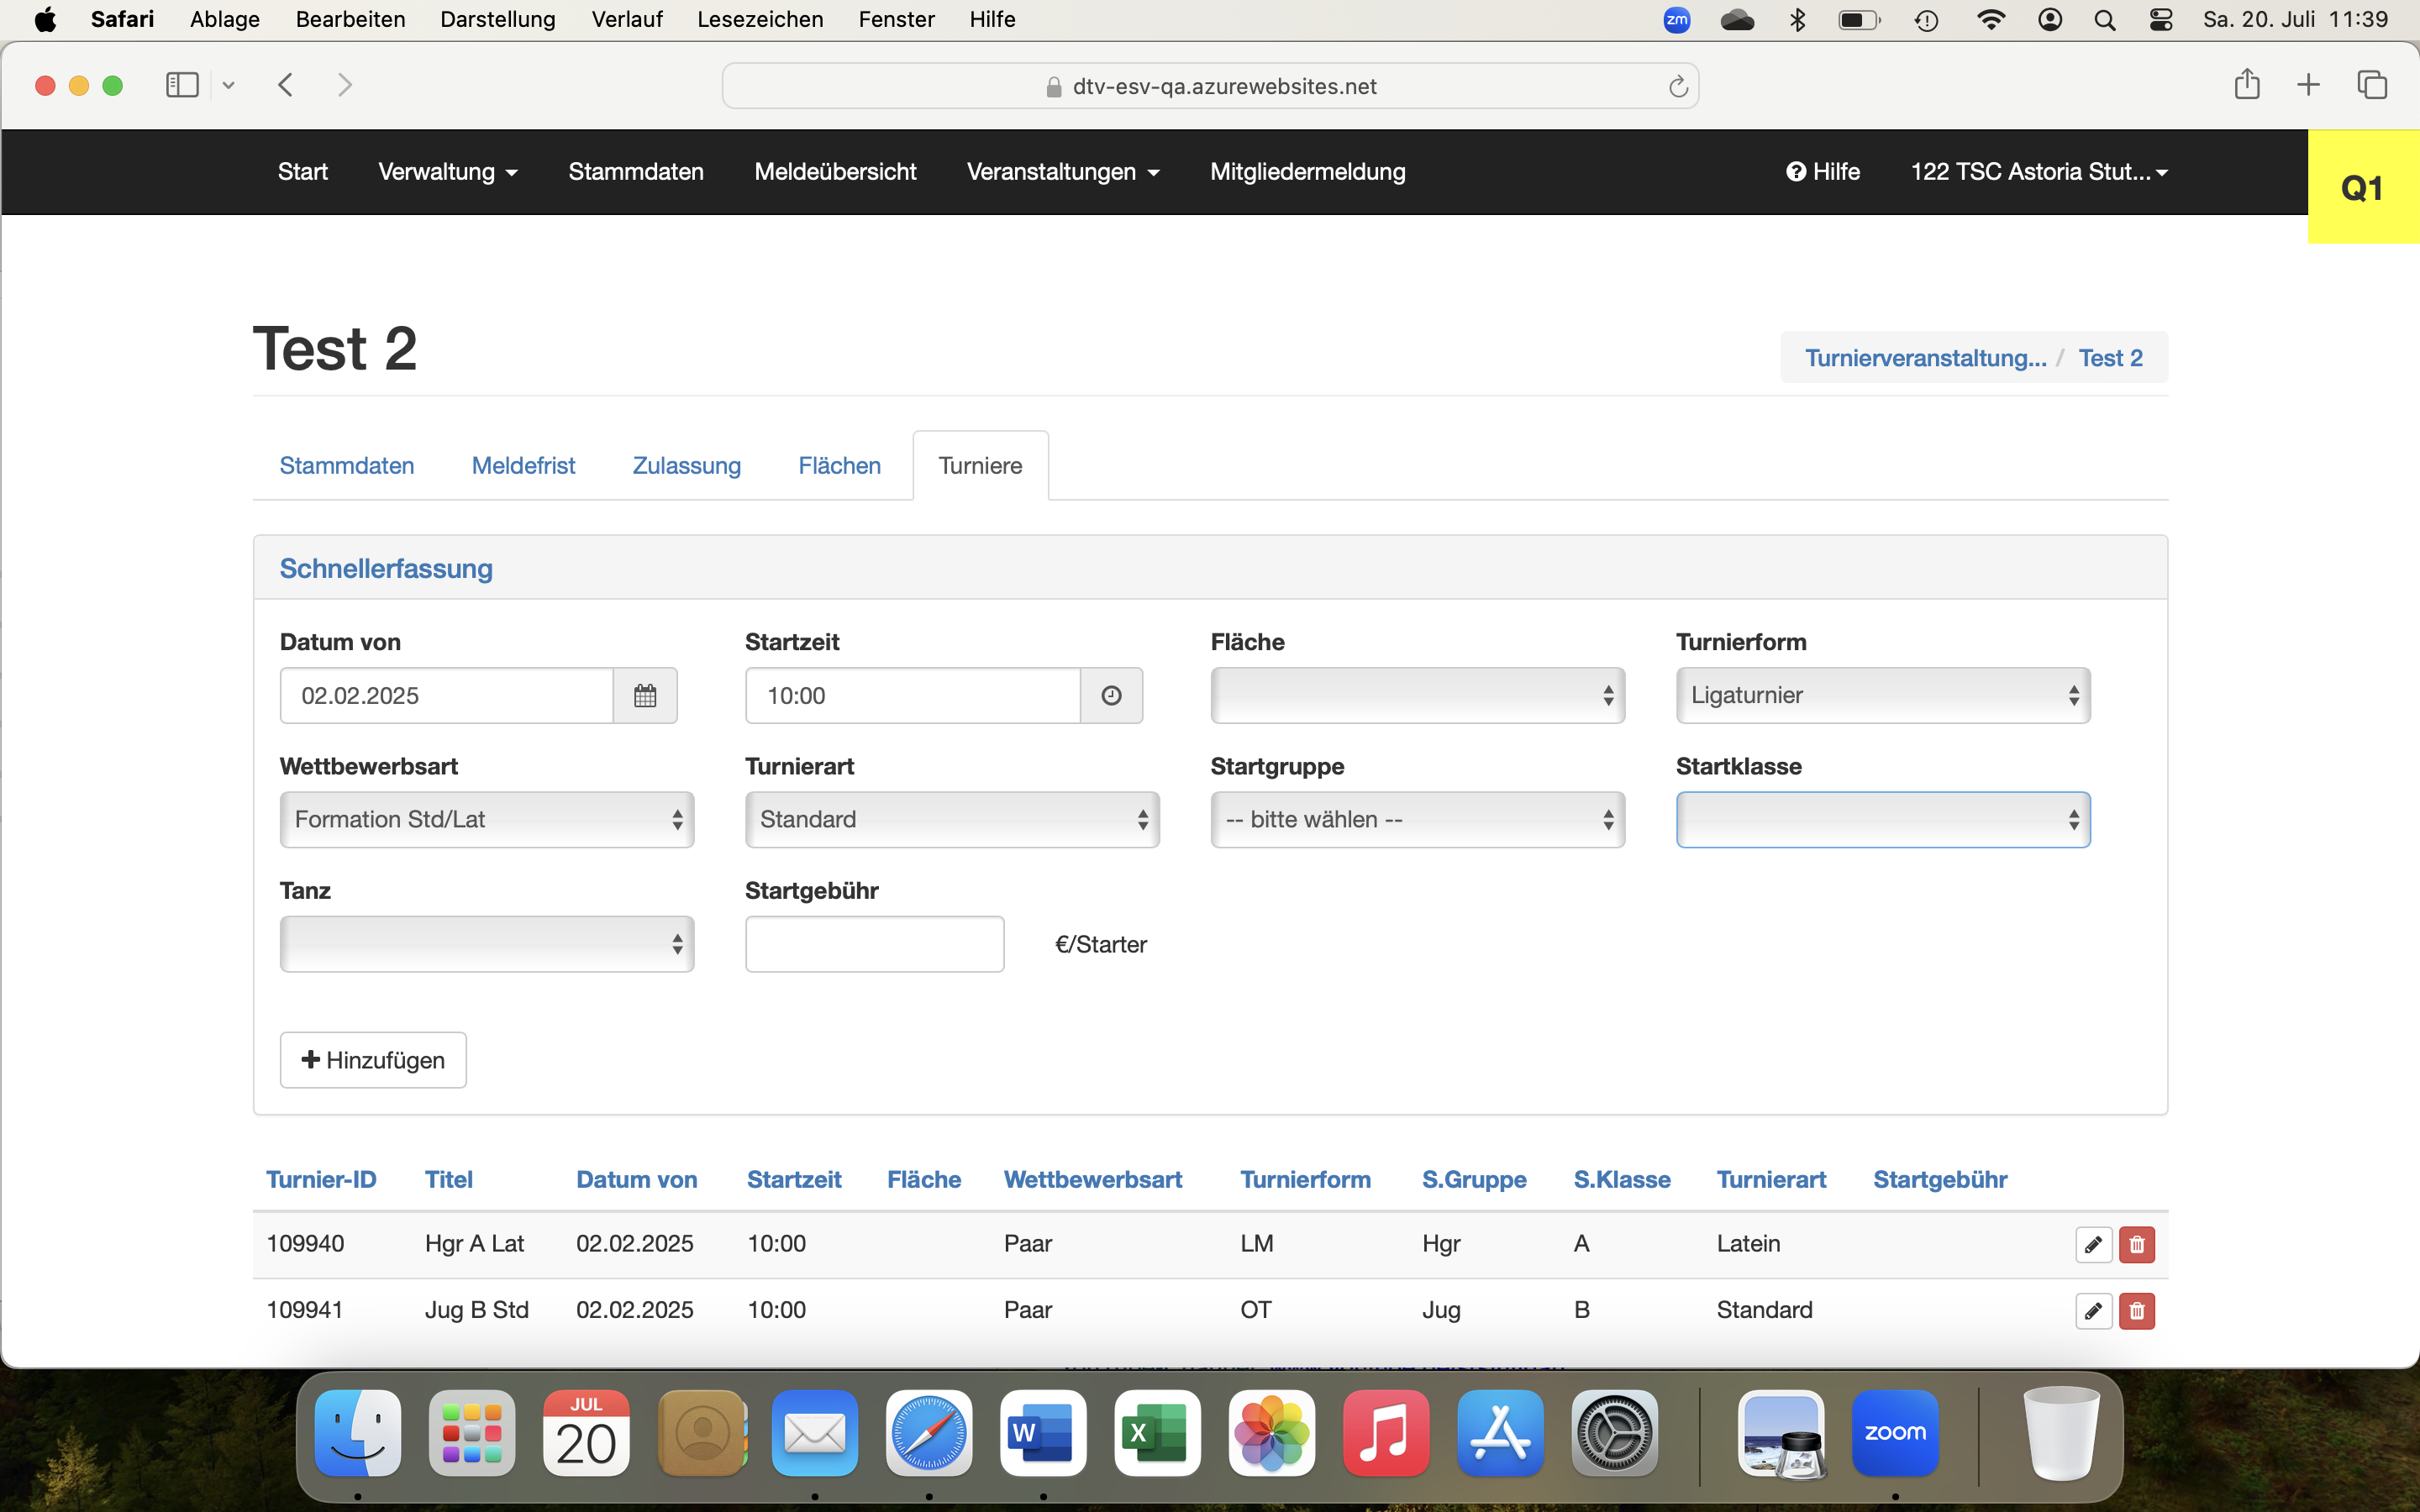 Safari Ablage Bearbeiten Darstellung Verlauf Lesezeichen Fenster Hilfe zm Sa. 20. Juli 11:39
dtv-esv-qa.azurewebsites.net
Start Verwaltung Stammdaten Meldeübersicht Veranstaltungen Mitgliedermeldung Hilfe 122 TSC Astoria Stut...
Q1
Test 2
Turnierveranstaltung... / Test 2
Stammdaten Meldefrist Zulassung Flächen Turniere
Schnellerfassung
Datum von Startzeit Fläche Turnierform
02.02.2025 10:00 Ligaturnier
Wettbewerbsart Turnierart Startgruppe Startklasse
Formation Std/Lat Standard -- bitte wählen --
Tanz Startgebühr
€/Starter
Hinzufügen
Turnier-ID Titel Datum von Startzeit Fläche Wettbewerbsart Turnierform S.Gruppe S.Klasse Turnierart Startgebühr
109940 Hgr A Lat 02.02.2025 10:00 Paar LM Hgr A Latein
109941 Jug B Std 02.02.2025 10:00 Paar OT Jug B Standard
JUL
20
W
X
zoom